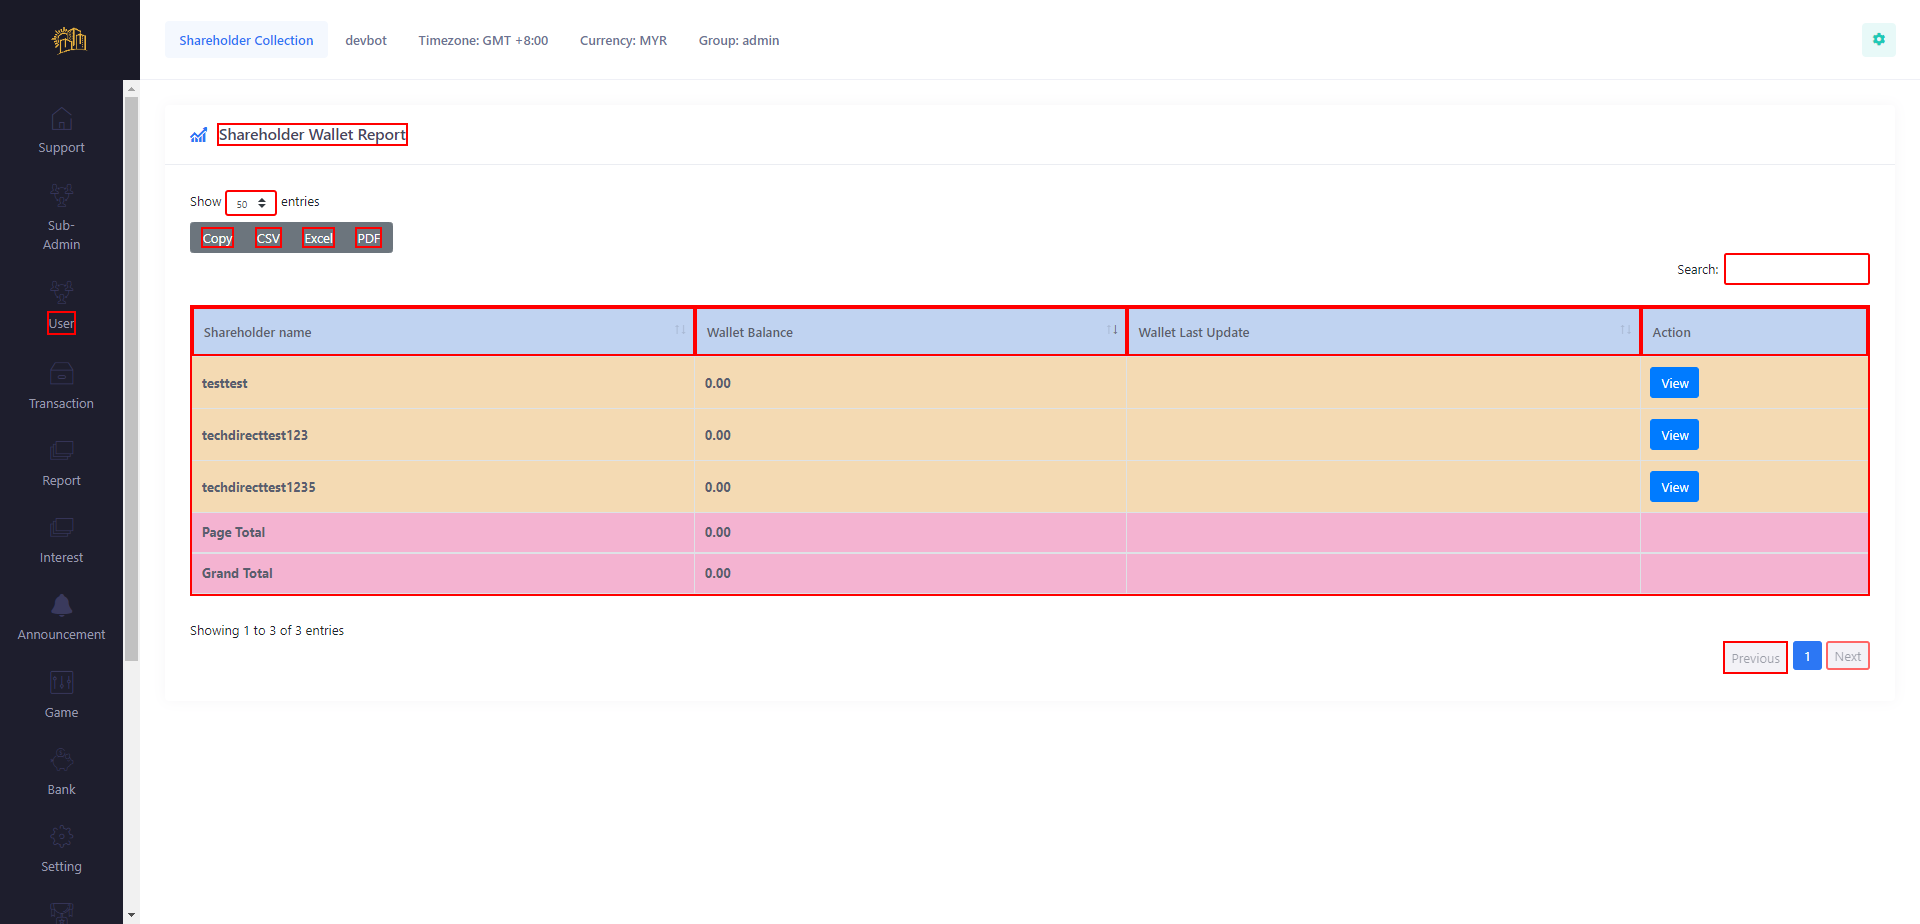 Shareholder Collection devbot Timezone: GMT +8:00 Currency: MYR Group: admin
Support
Sub-
Admin
User
Transaction
Report
Interest
Announcement
Game
Bank
Setting
Shareholder Wallet Report
Show 50 entries
Copy CSV Excel PDF
Search:
Shareholder name Wallet Balance Wallet Last Update Action
testtest 0.00 View
techdirecttest123 0.00 View
techdirecttest1235 0.00 View
Page Total 0.00
Grand Total 0.00
Showing 1 to 3 of 3 entries
Previous 1 Next